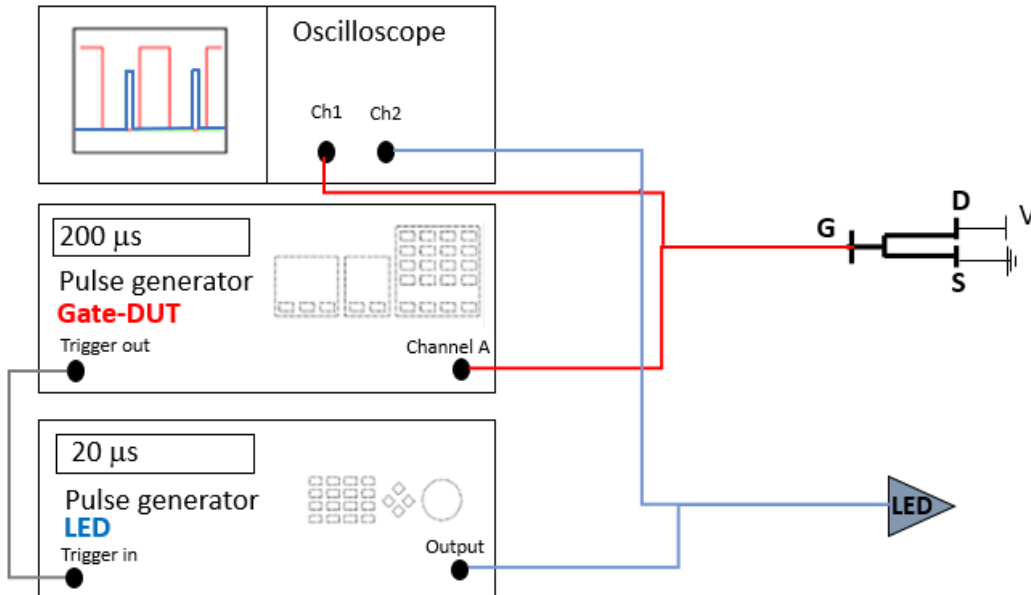 Oscilloscope
Ch1 Ch2
200 μs
Pulse generator
Gate-DUT
Trigger out
Channel A
20 μs
Pulse generator
LED
Trigger in
Output
G
D
V
S
LED